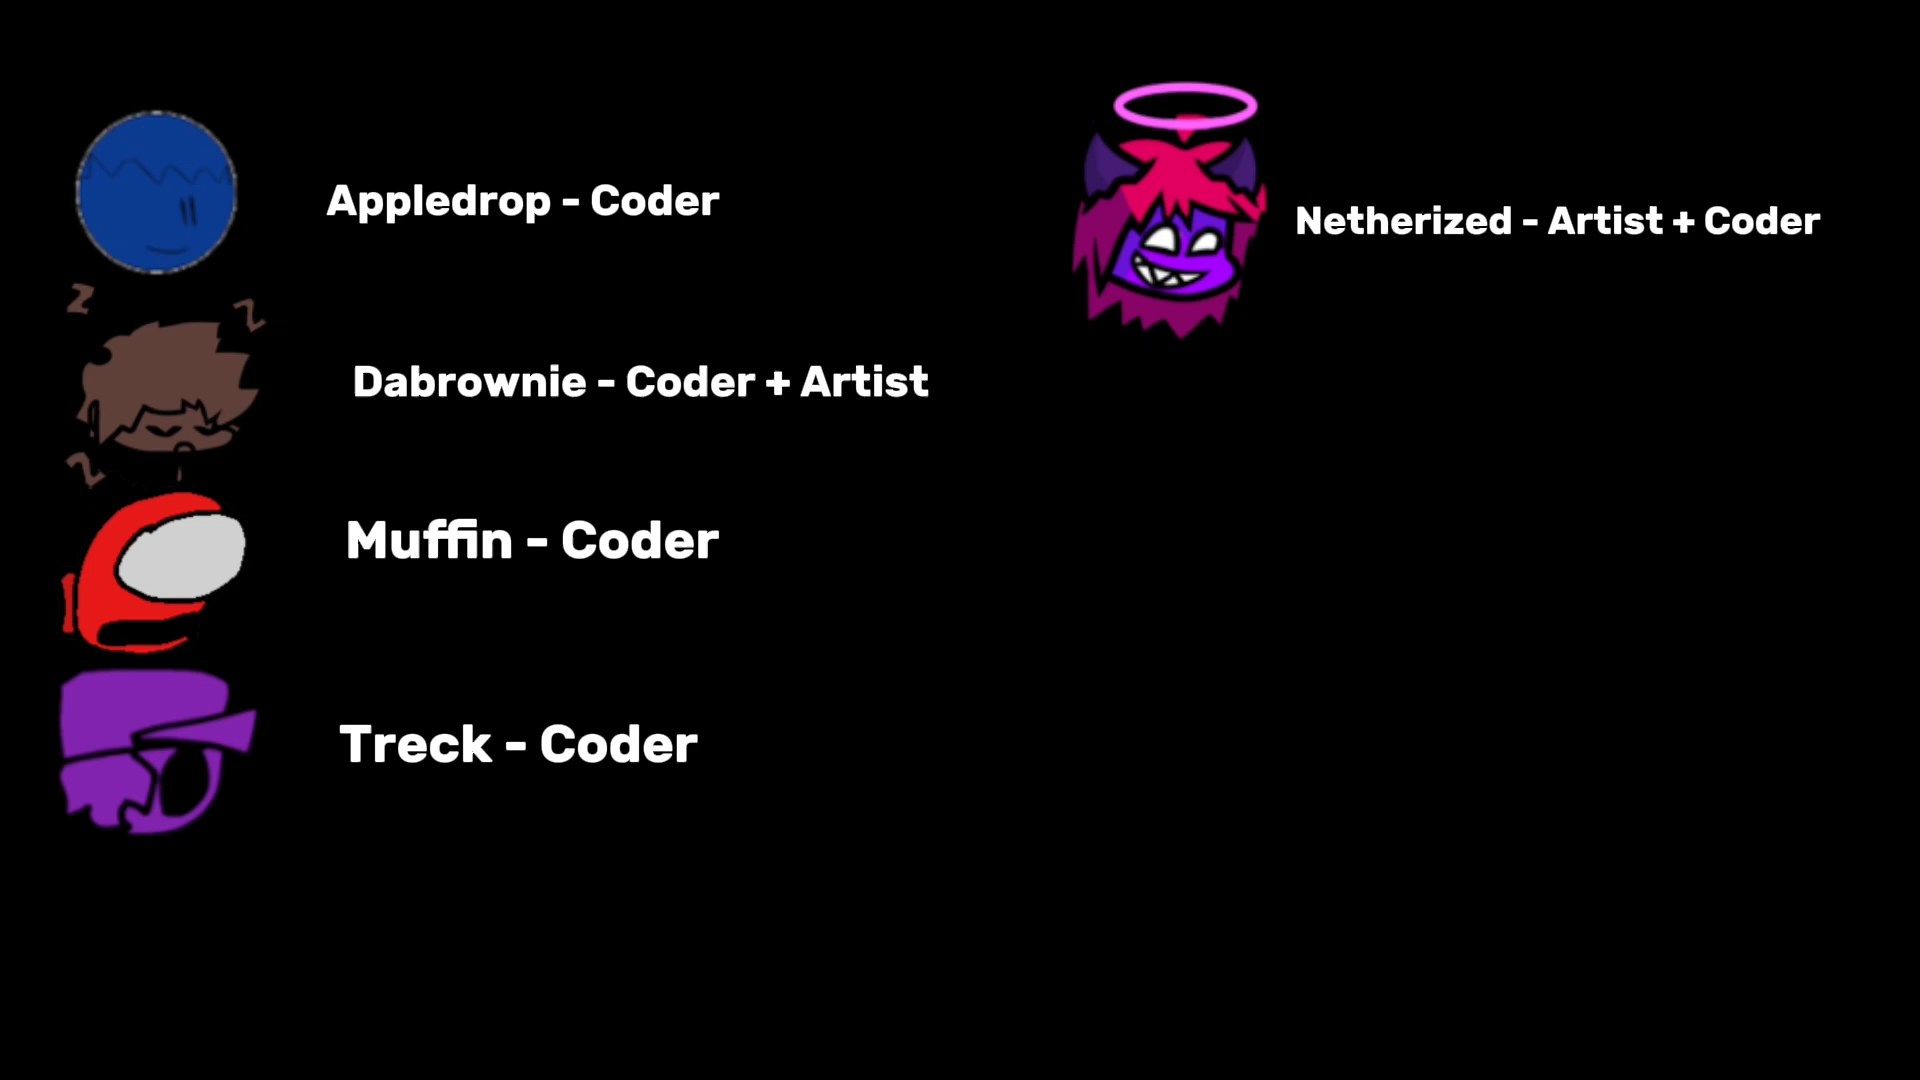 Appledrop - Coder
Dabrownie - Coder + Artist
Muffin - Coder
Treck - Coder
Netherized - Artist + Coder